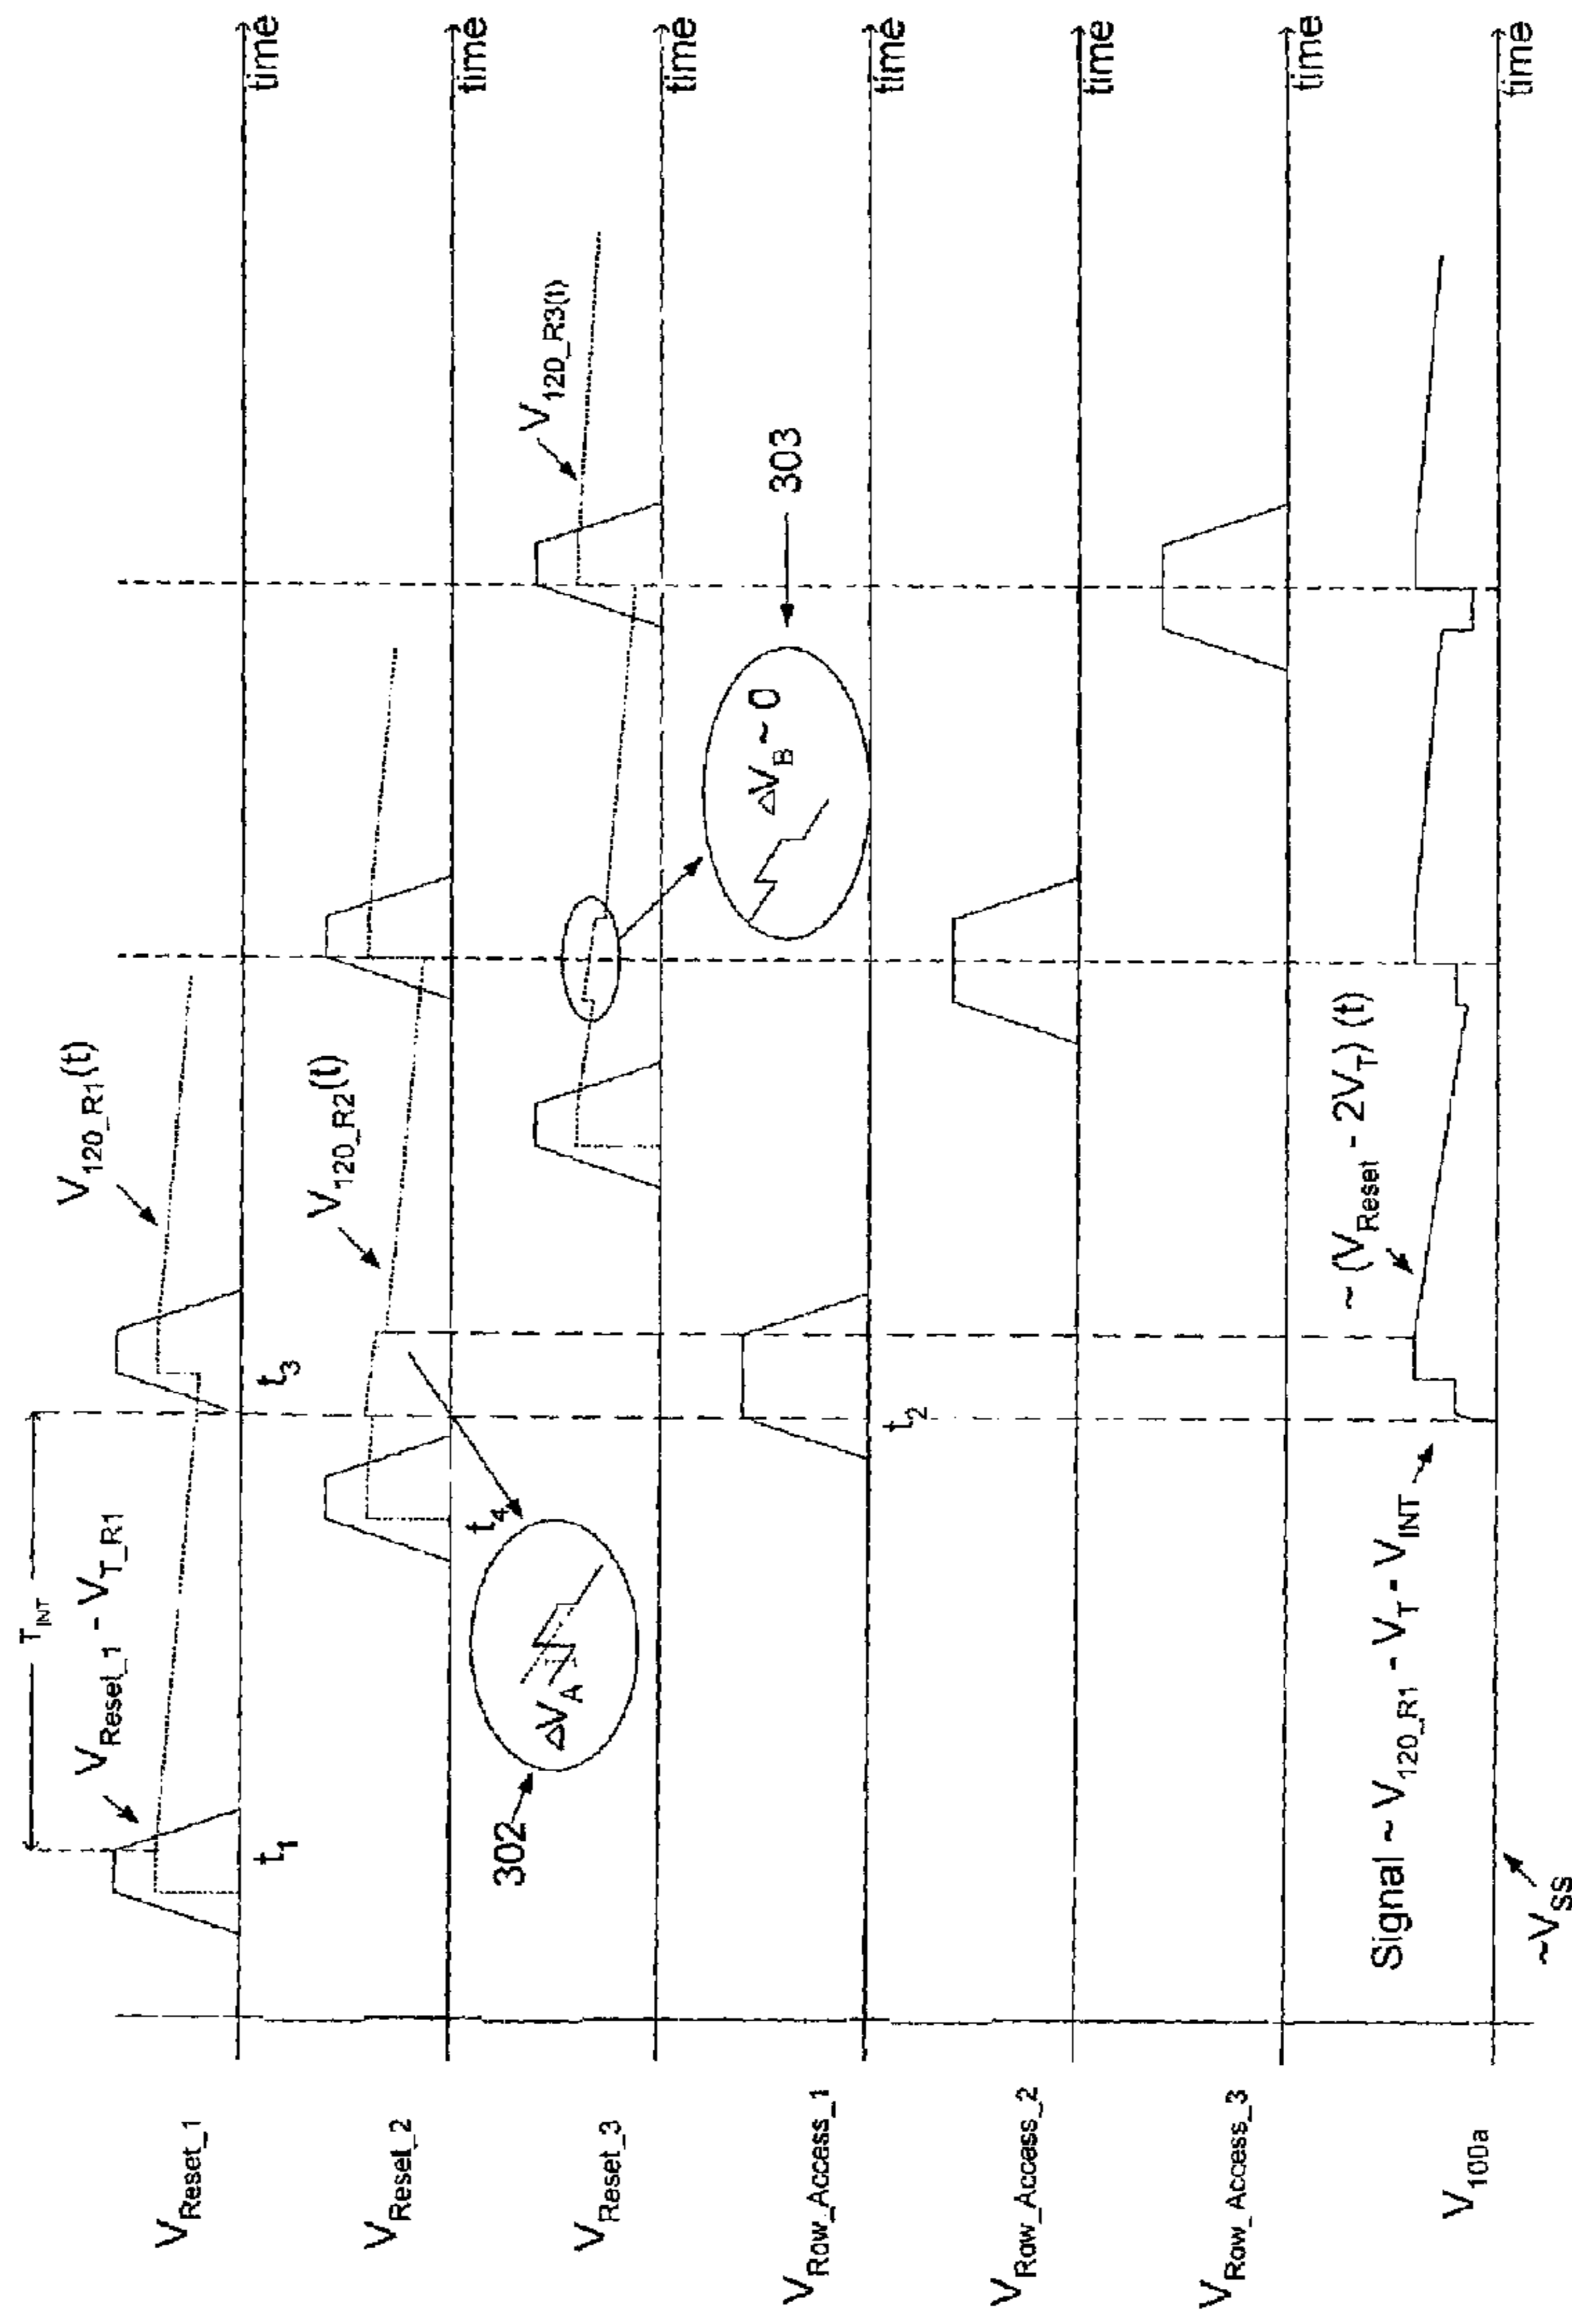 T_INT
V_Reset_1 - V_T_R1
V_120_R1(t)
V_Reset_1
t_1
t_3
time
V_120_R2(t)
V_Reset_2
t_4
time
302
ΔV_A
V_120_R3(t)
V_Reset_3
time
ΔV_B ~ 0
303
V_Row_Access_1
t_2
time
V_Row_Access_2
time
V_Row_Access_3
time
Signal ~ V_120_R1 - V_T - V_INT
~ (V_Reset - 2V_T) (t)
V_100a
~V_SS
time